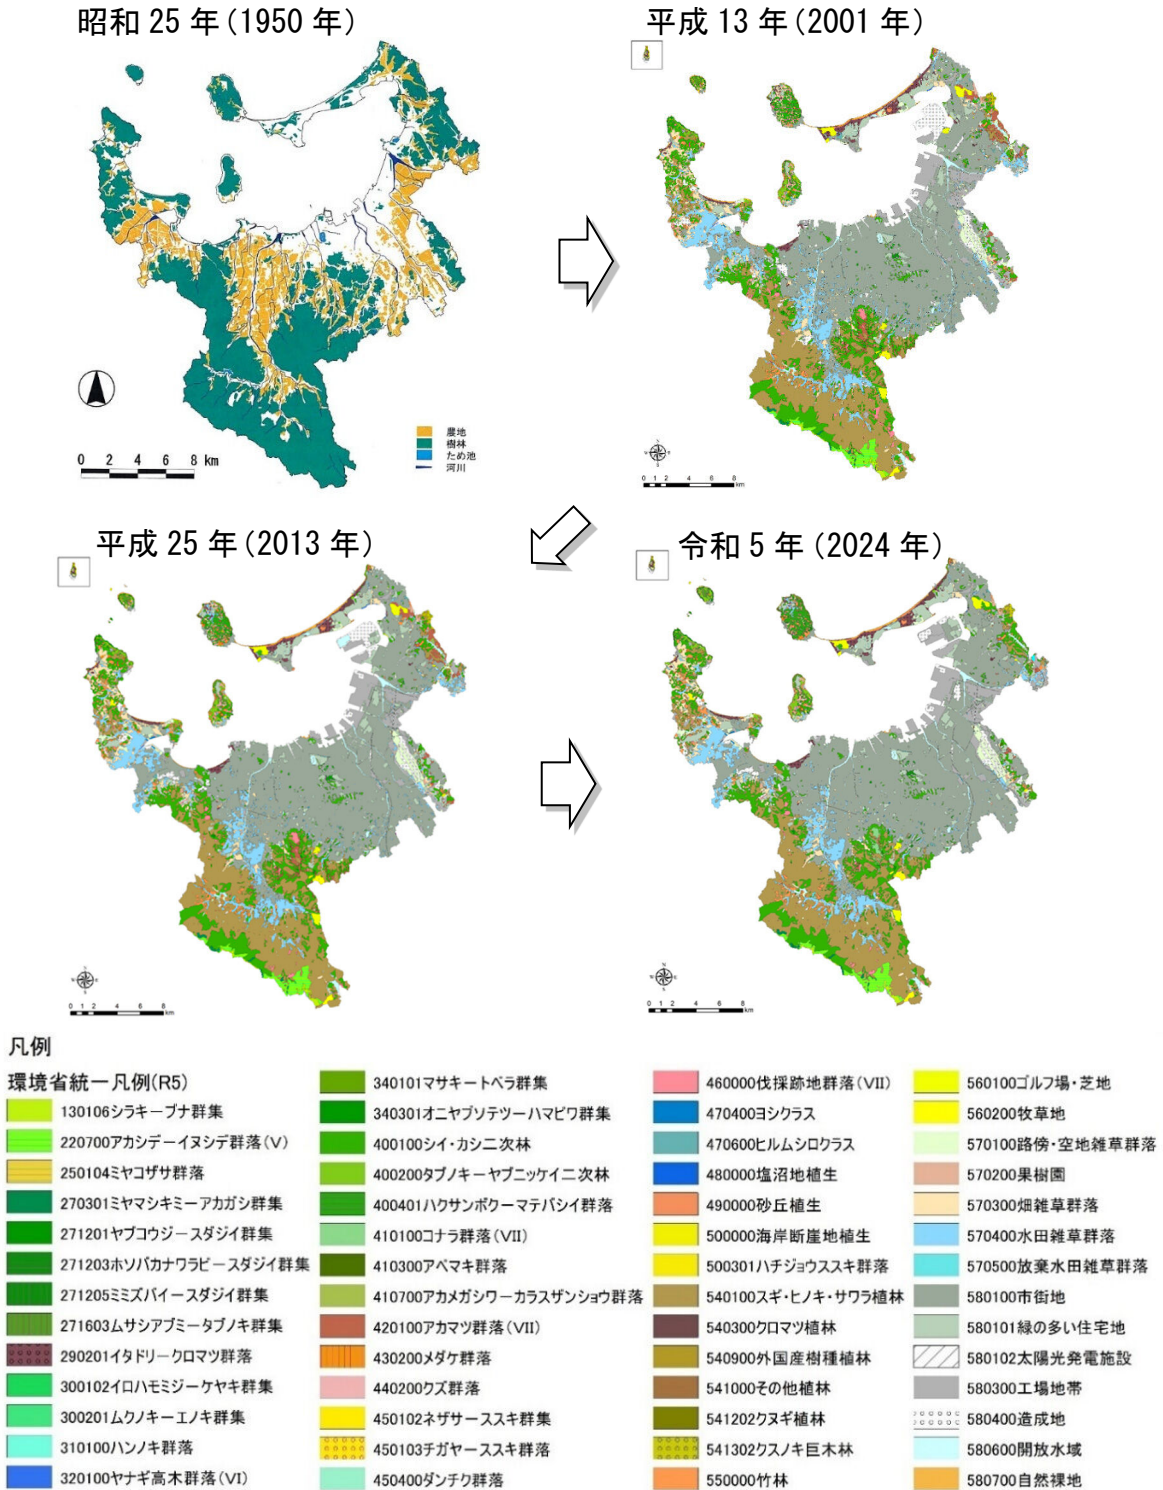 昭和 25 年（1950 年）
平成 13 年（2001 年）
農地
樹林
ため池
河川
0 2 4 6 8 km
0 1 2 4 6 8
km
平成 25 年（2013 年）
令和 5 年（2024 年）
0 1 2 4 6 8
km
0 1 2 4 6 8
km
凡例
環境省統一凡例(R5)
130106シラキーブナ群集
220700アカシデーイヌシデ群落(V)
250104ミヤコザサ群落
270301ミヤマシキミーアカガシ群集
271201ヤブコウジースダジイ群集
271203ホソバカナワラビースダジイ群集
271205ミミズバイースダジイ群集
271603ムサシアブミータブノキ群集
290201イタドリークロマツ群落
300102イロハモミジーケヤキ群集
300201ムクノキーエノキ群集
310100ハンノキ群落
320100ヤナギ高木群落(VI)
340101マサキートベラ群集
340301オニヤブソテツーハマビワ群集
400100シイ・カシ二次林
400200タブノキーヤブニッケイ二次林
400401ハクサンボクーマテバシイ群落
410100コナラ群落(VII)
410300アベマキ群落
410700アカメガシワーカラスザンショウ群落
420100アカマツ群落(VII)
430200メダケ群落
440200クズ群落
450102ネザサーススキ群集
450103チガヤーススキ群落
450400ダンチク群落
460000伐採跡地群落(VII)
470400ヨシクラス
470600ヒルムシロクラス
480000塩沼地植生
490000砂丘植生
500000海岸断崖地植生
500301ハチジョウススキ群落
540100スギ・ヒノキ・サワラ植林
540300クロマツ植林
540900外国産樹種植林
541000その他植林
541202クヌギ植林
541302クスノキ巨木林
550000竹林
560100ゴルフ場・芝地
560200牧草地
570100路傍・空地雑草群落
570200果樹園
570300畑雑草群落
570400水田雑草群落
570500放棄水田雑草群落
580100市街地
580101緑の多い住宅地
580102太陽光発電施設
580300工場地帯
580400造成地
580600開放水域
580700自然裸地